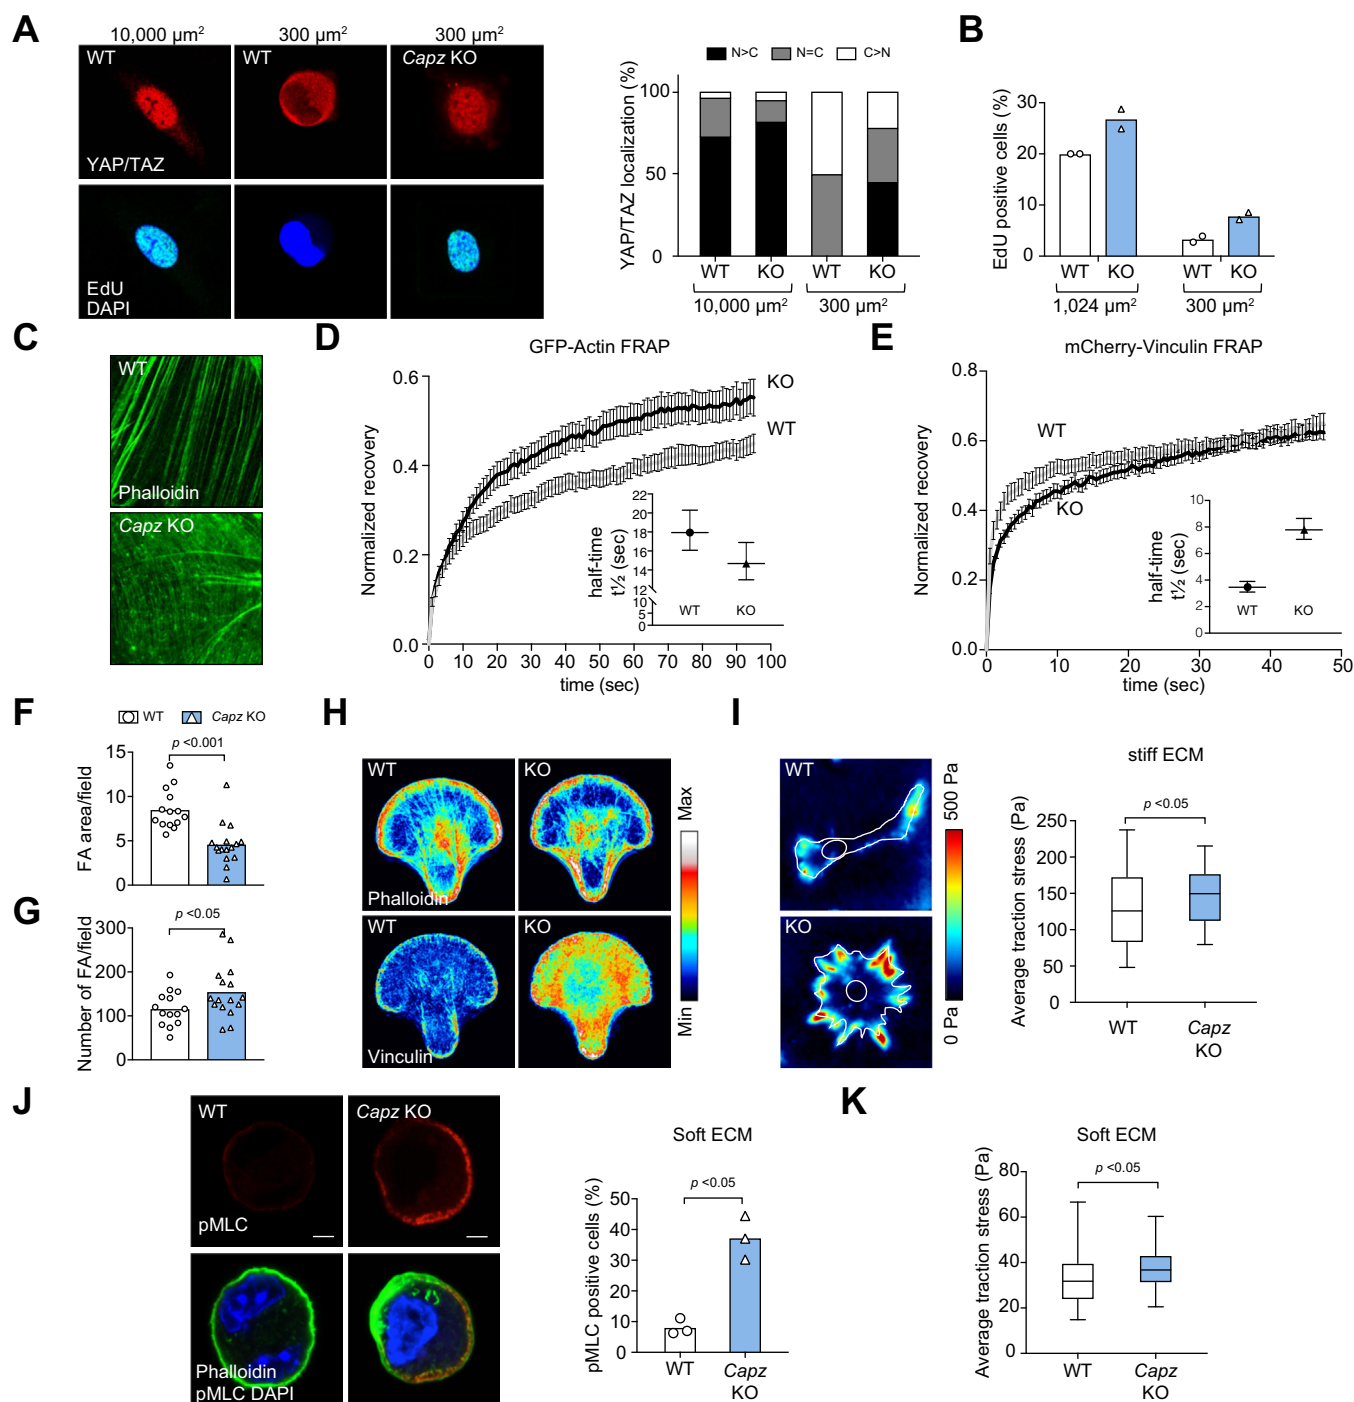 A
10,000 µm²
300 µm²
300 µm²
WT
WT
Capz KO
YAP/TAZ
EdU
DAPI
N>C
N=C
C>N
YAP/TAZ localization (%)
100
50
0
WT
KO
WT
KO
10,000 µm²
300 µm²
B
EdU positive cells (%)
40
30
20
10
0
WT
KO
WT
KO
1,024 µm²
300 µm²
C
WT
Phalloidin
Capz KO
D
GFP-Actin FRAP
Normalized recovery
0.6
0.4
0.2
0.0
KO
WT
half-time
t½ (sec)
22
20
18
16
14
12
10
5
0
WT
KO
0
10
20
30
40
50
60
70
80
90
100
time (sec)
E
mCherry-Vinculin FRAP
Normalized recovery
0.8
0.6
0.4
0.2
0.0
WT
KO
half-time
t½ (sec)
10
8
6
4
2
0
WT
KO
0
10
20
30
40
50
time (sec)
F
WT
Capz KO
p <0.001
FA area/field
15
10
5
0
G
p <0.05
Number of FA/field
300
200
100
0
H
WT
KO
Phalloidin
WT
KO
Vinculin
Max
Min
I
WT
KO
500 Pa
0 Pa
stiff ECM
p <0.05
Average traction stress (Pa)
250
200
150
100
50
0
WT
Capz
KO
J
WT
Capz KO
pMLC
Phalloidin
pMLC DAPI
Soft ECM
p <0.05
pMLC positive cells (%)
50
40
30
20
10
0
WT
Capz
KO
K
Soft ECM
p <0.05
Average traction stress (Pa)
80
60
40
20
0
WT
Capz
KO